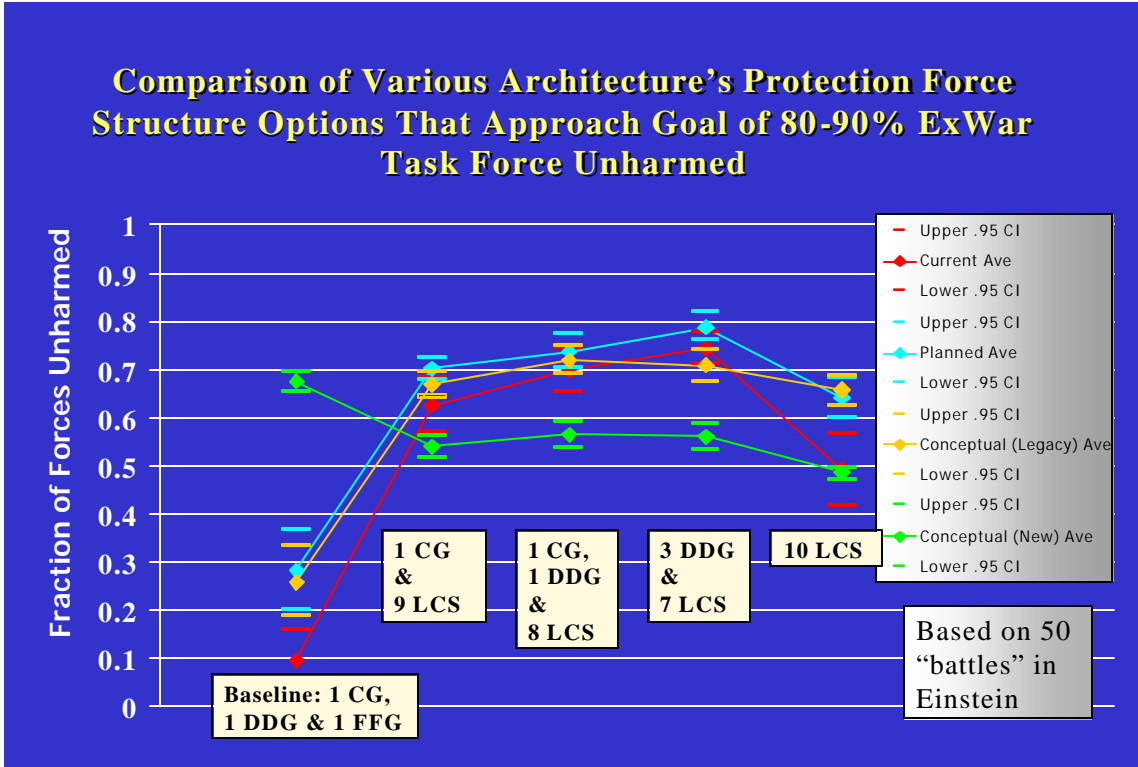 Comparison of Various Architecture's Protection Force
Structure Options That Approach Goal of 80-90% ExWar
Task Force Unharmed
Fraction of Forces Unharmed
1
0.9
0.8
0.7
0.6
0.5
0.4
0.3
0.2
0.1
0
Baseline: 1 CG,
1 DDG & 1 FFG
1 CG
&
9 LCS
1 CG,
1 DDG
&
8 LCS
3 DDG
&
7 LCS
10 LCS
Upper .95 CI
Current Ave
Lower .95 CI
Upper .95 CI
Planned Ave
Lower .95 CI
Upper .95 CI
Conceptual (Legacy) Ave
Lower .95 CI
Upper .95 CI
Conceptual (New) Ave
Lower .95 CI
Based on 50
“battles” in
Einstein